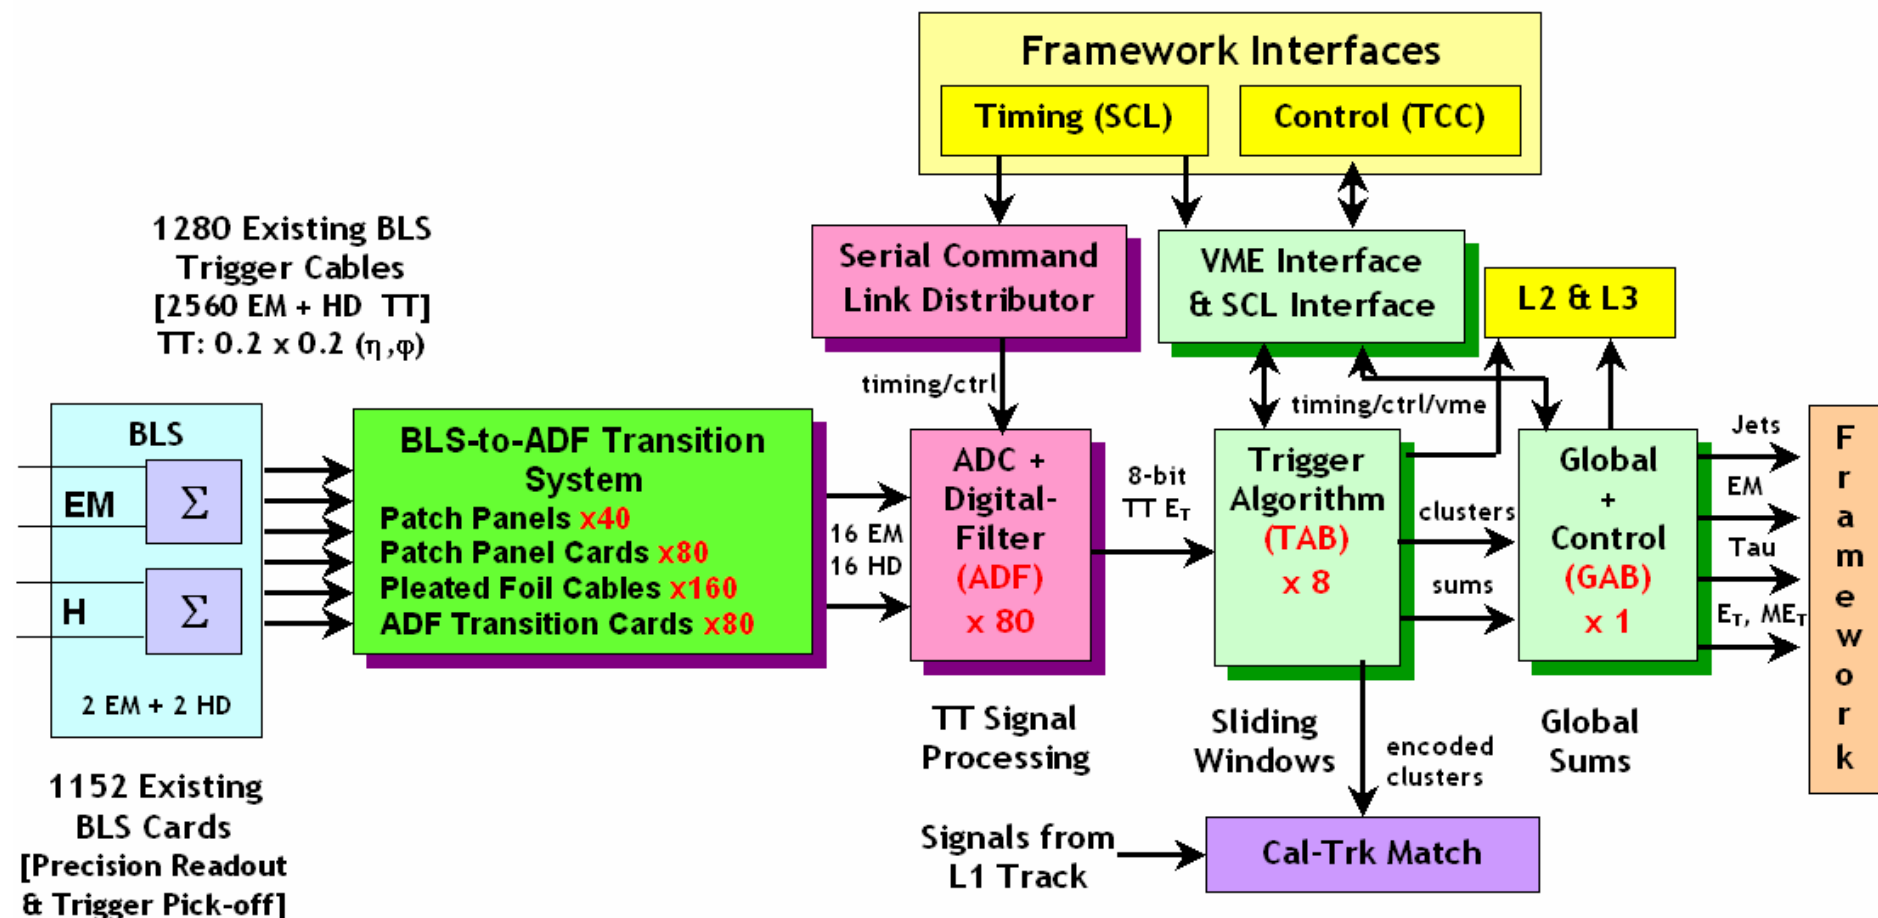 Framework Interfaces
Timing (SCL)
Control (TCC)
1280 Existing BLS
Trigger Cables
[2560 EM + HD TT]
TT: 0.2 x 0.2 (η,φ)
Serial Command
Link Distributor
VME Interface
& SCL Interface
L2 & L3
timing/ctrl
timing/ctrl/vme
BLS
EM
Σ
H
Σ
2 EM + 2 HD
BLS-to-ADF Transition
System
Patch Panels x40
Patch Panel Cards x80
Pleated Foil Cables x160
ADF Transition Cards x80
16 EM
16 HD
ADC +
Digital-
Filter
(ADF)
x 80
8-bit
TT E_T
Trigger
Algorithm
(TAB)
x 8
clusters
sums
Global
+
Control
(GAB)
x 1
Jets
EM
Tau
E_T, ME_T
F
r
a
m
e
w
o
r
k
TT Signal
Processing
Sliding
Windows
encoded
clusters
Global
Sums
1152 Existing
BLS Cards
[Precision Readout
& Trigger Pick-off]
Signals from
L1 Track
Cal-Trk Match